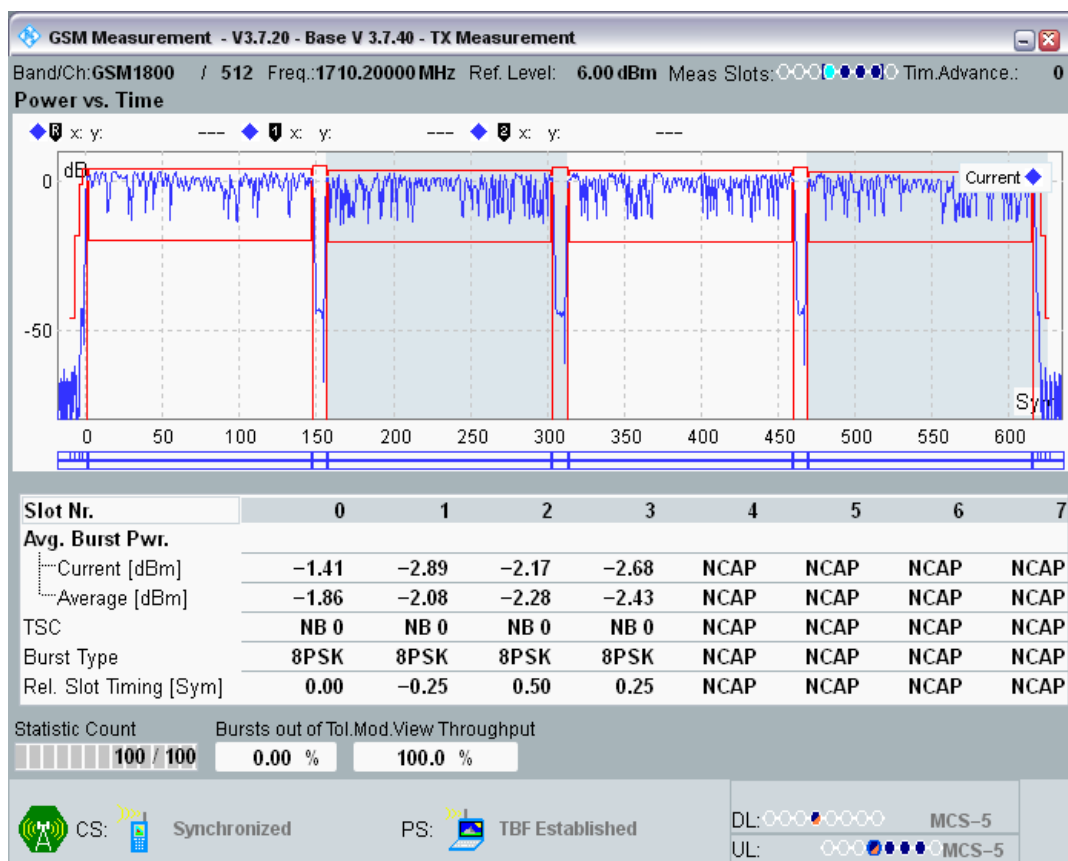 GSM Measurement - V3.7.20 - Base V 3.7.40 - TX Measurement
Band/Ch:GSM1800 / 512 Freq.:1710.20000 MHz Ref. Level: 6.00 dBm Meas Slots: Tim.Advance.: 0
Power vs. Time
R x: y: --- 1 x: y: --- 2 x: y: ---
dB
Current
0
-50
Sym
0 50 100 150 200 250 300 350 400 450 500 550 600
Slot Nr. 0 1 2 3 4 5 6 7
Avg. Burst Pwr.
Current [dBm] −1.41 −2.89 −2.17 −2.68 NCAP NCAP NCAP NCAP
Average [dBm] −1.86 −2.08 −2.28 −2.43 NCAP NCAP NCAP NCAP
TSC NB 0 NB 0 NB 0 NB 0 NCAP NCAP NCAP NCAP
Burst Type 8PSK 8PSK 8PSK 8PSK NCAP NCAP NCAP NCAP
Rel. Slot Timing [Sym] 0.00 −0.25 0.50 0.25 NCAP NCAP NCAP NCAP
Statistic Count Bursts out of Tol.Mod.View Throughput
100 / 100 0.00 % 100.0 %
CS: Synchronized PS: TBF Established
DL: MCS−5
UL: MCS−5